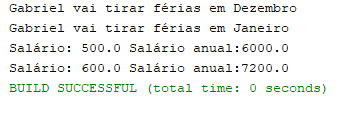 Gabriel vai tirar férias em Dezembro
Gabriel vai tirar férias em Janeiro
Salário: 500.0 Salário anual:6000.0
Salário: 600.0 Salário anual:7200.0
BUILD SUCCESSFUL (total time: 0 seconds)